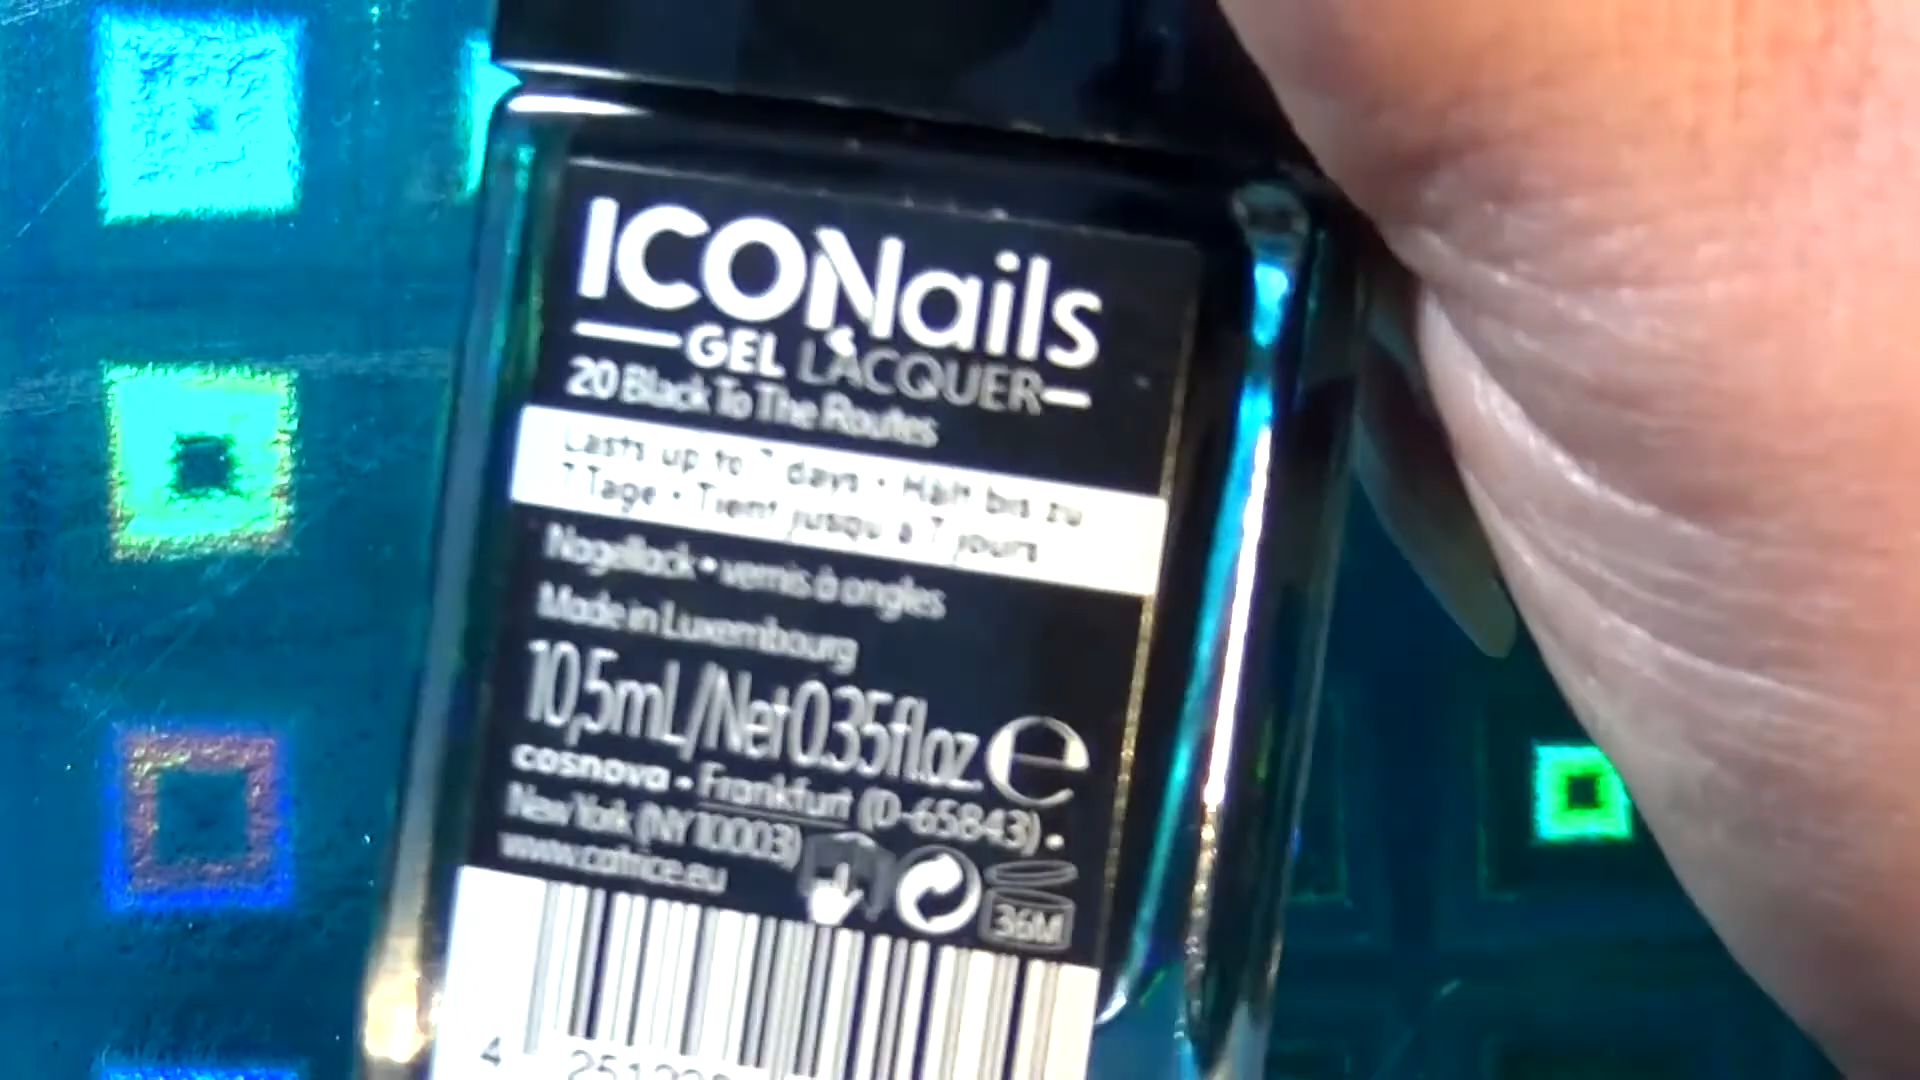 ICONails
GEL LACQUER
20 Black To The Routes
Lasts up to 7 days • Hält bis zu
7 Tage • Tient jusqu'à 7 jours
Nagellack • vernis à ongles
Made in Luxembourg
10,5mL/Net 0.35fl.oz. e
cosnova • Frankfurt (D-65843) •
New York (NY 10003)
www.catrice.eu
36M
4